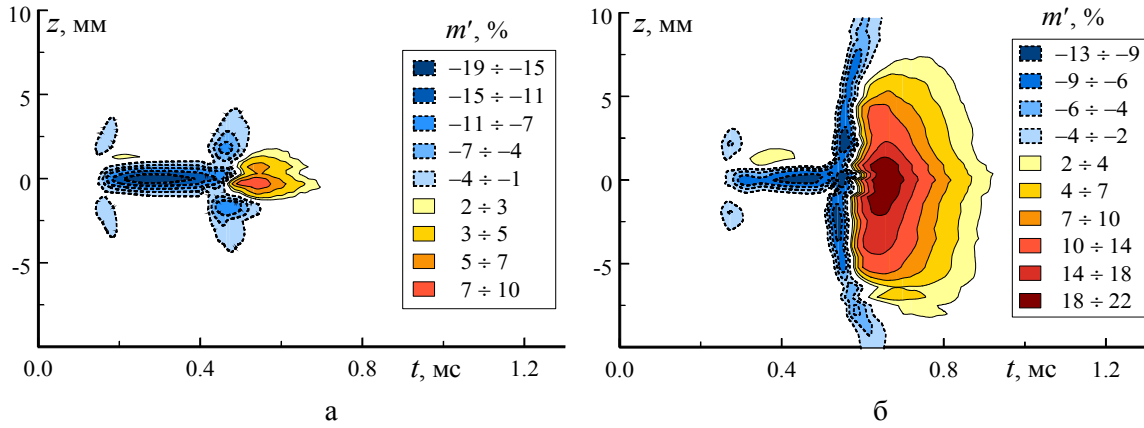 10
z, мм
5
0
-5
0.0
0.4
0.8
t, мс
1.2
m′, %
−19 ÷ −15
−15 ÷ −11
−11 ÷ −7
−7 ÷ −4
−4 ÷ −1
2 ÷ 3
3 ÷ 5
5 ÷ 7
7 ÷ 10
а
10
z, мм
5
0
-5
0.0
0.4
0.8
t, мс
1.2
m′, %
−13 ÷ −9
−9 ÷ −6
−6 ÷ −4
−4 ÷ −2
2 ÷ 4
4 ÷ 7
7 ÷ 10
10 ÷ 14
14 ÷ 18
18 ÷ 22
б